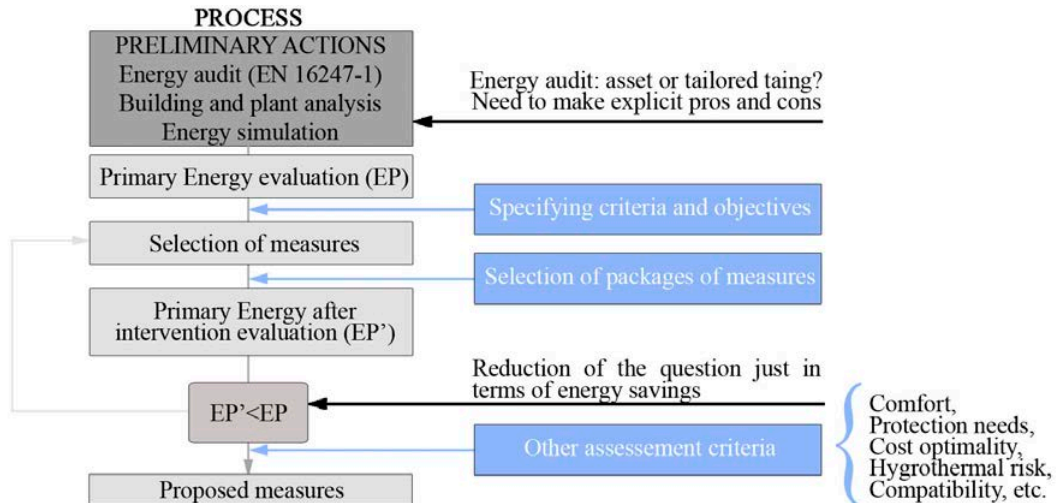 PROCESS
PRELIMINARY ACTIONS
Energy audit (EN 16247-1)
Building and plant analysis
Energy simulation
Energy audit: asset or tailored taing?
Need to make explicit pros and cons
Primary Energy evaluation (EP)
Specifying criteria and objectives
Selection of measures
Selection of packages of measures
Primary Energy after
intervention evaluation (EP’)
Reduction of the question just in
terms of energy savings
EP’<EP
Other assessement criteria
Comfort,
Protection needs,
Cost optimality,
Hygrothermal risk,
Compatibility, etc.
Proposed measures